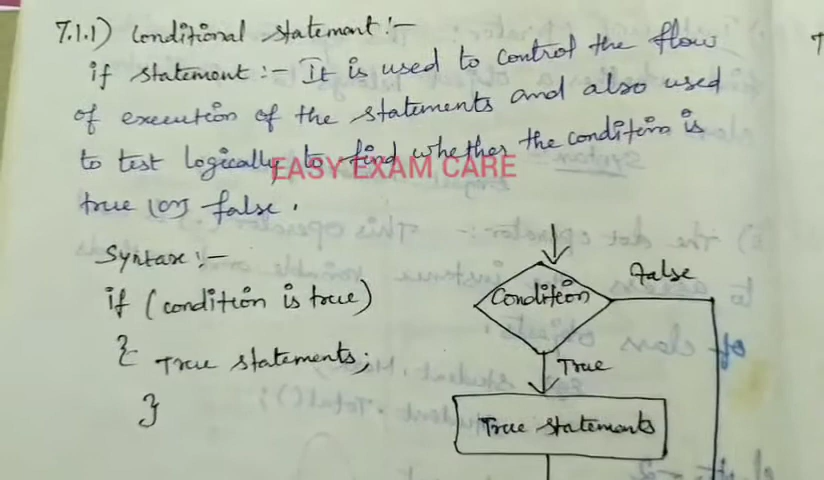 7.1.1) Conditional statement :-
if statement :- It is used to control the flow
of execution of the statements and also used
to test logically to find whether the condition is
EASY EXAM CARE
true (or) false.
Syntax :-
if (condition is true)
{ True statements;
}
Condition
False
True
True statements